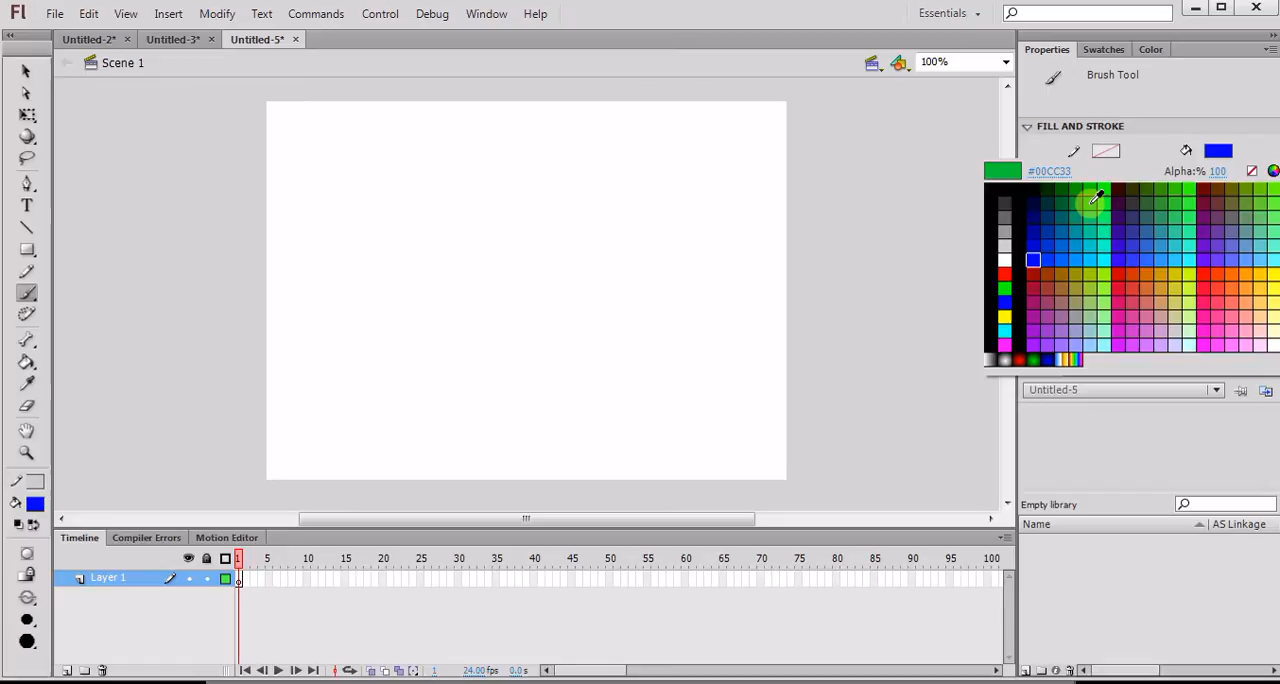 Fl File Edit View Insert Modify Text Commands Control Debug Window Help Essentials
Untitled-2* × Untitled-3* × Untitled-5* ×
Properties Swatches Color
Scene 1 100%
Brush Tool
FILL AND STROKE
#00CC33 Alpha:% 100
Untitled-5
Empty library
Name AS Linkage
Timeline Compiler Errors Motion Editor
1 5 10 15 20 25 30 35 40 45 50 55 60 65 70 75 80 85 90 95 100
Layer 1
1 24.00 fps 0.0 s